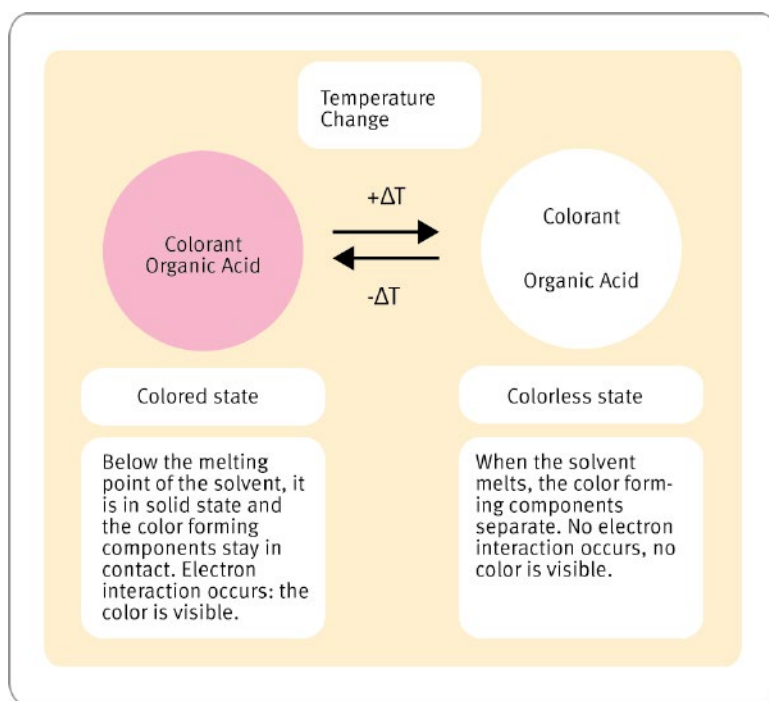 Temperature
Change
+ΔT
Colorant
Organic Acid
-ΔT
Colorant
Organic Acid
Colored state
Colorless state
Below the melting
point of the solvent, it
is in solid state and
the color forming
components stay in
contact. Electron
interaction occurs: the
color is visible.
When the solvent
melts, the color form-
ing components
separate. No electron
interaction occurs, no
color is visible.